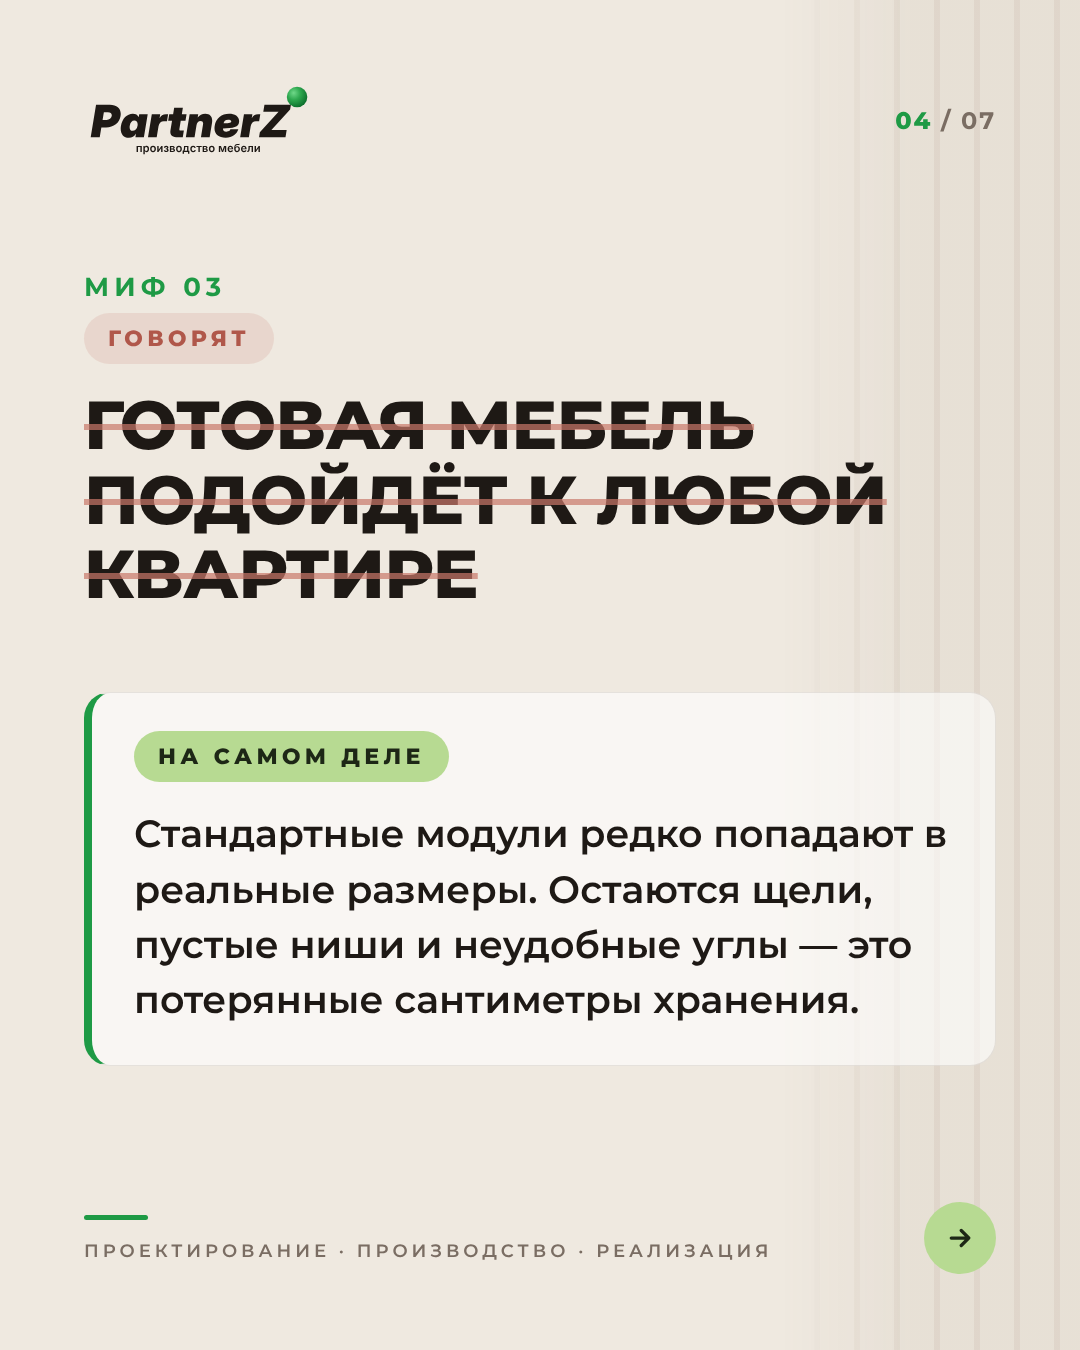 PartnerZ
производство мебели
04 / 07
МИФ 03
ГОВОРЯТ
ГОТОВАЯ МЕБЕЛЬ
ПОДОЙДЁТ К ЛЮБОЙ
КВАРТИРЕ
НА САМОМ ДЕЛЕ
Стандартные модули редко попадают в
реальные размеры. Остаются щели,
пустые ниши и неудобные углы — это
потерянные сантиметры хранения.
ПРОЕКТИРОВАНИЕ · ПРОИЗВОДСТВО · РЕАЛИЗАЦИЯ